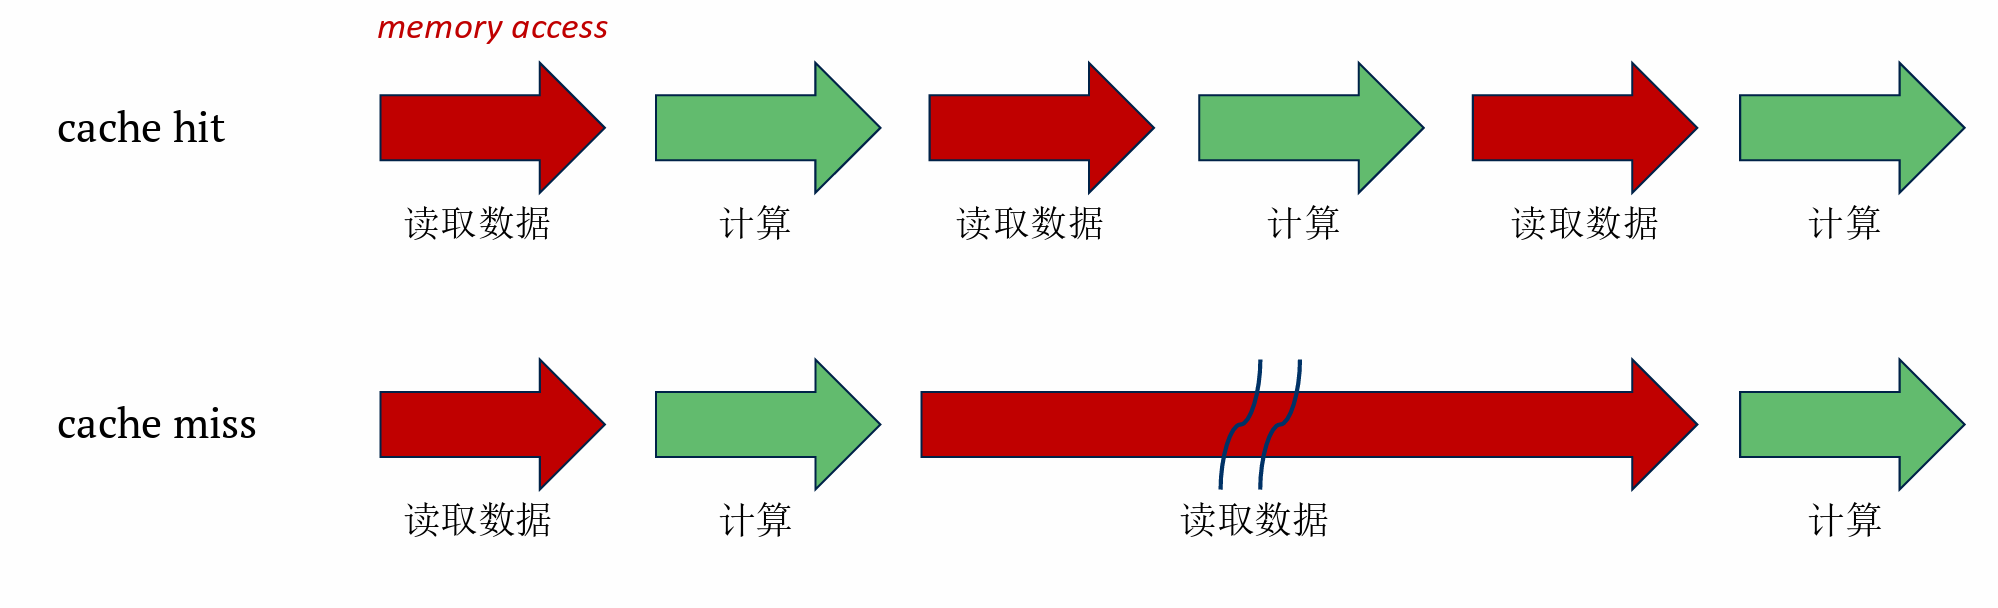 memory access
cache hit
读取数据 计算 读取数据 计算 读取数据 计算
cache miss
读取数据 计算 读取数据 计算